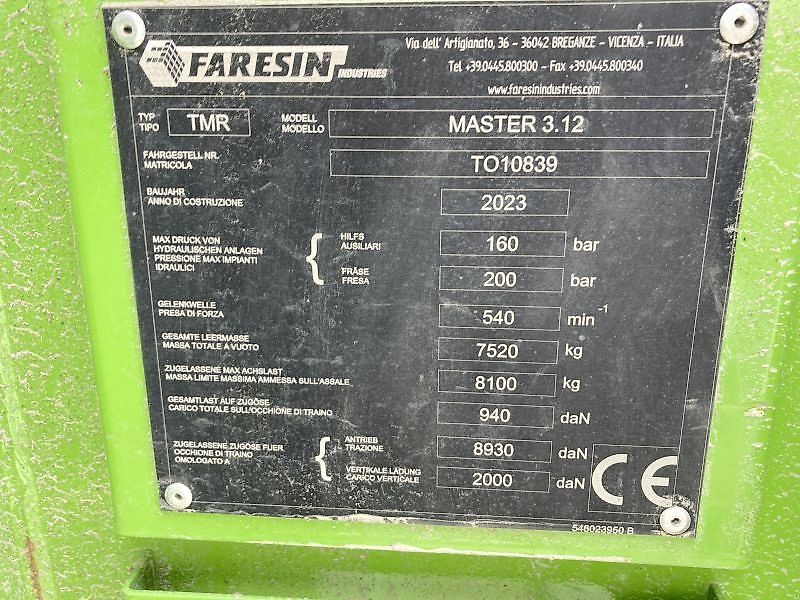 FARESIN INDUSTRIES
Via dell' Artigianato, 36 - 36042 BREGANZE - VICENZA - ITALIA
Tel +39.0445.800300 - Fax +39.0445.800340
www.faresinindustries.com
TYP
TIPO
TMR
MODELL
MODELLO
MASTER 3.12
FAHRGESTELL NR.
MATRICOLA
TO10839
BAUJAHR
ANNO DI COSTRUZIONE
2023
MAX DRUCK VON
HYDRAULISCHEN ANLAGEN
PRESSIONE MAX IMPIANTI
IDRAULICI
HILFS
AUSILIARI
160 bar
FRÄSE
FRESA
200 bar
GELENKWELLE
PRESA DI FORZA
540 min⁻¹
GESAMTE LEERMASSE
MASSA TOTALE A VUOTO
7520 kg
ZUGELASSENE MAX ACHSLAST
MASSA LIMITE MASSIMA AMMESSA SULL'ASSALE
8100 kg
GESAMTLAST AUF ZUGÖSE
CARICO TOTALE SULL'OCCHIONE DI TRAINO
940 daN
ZUGELASSENE ZUGÖSE FUER
OCCHIONE DI TRAINO
OMOLOGATO A
ANTRIEB
TRAZIONE
8930 daN
VERTIKALE LADUNG
CARICO VERTICALE
2000 daN
CE
546023950 B